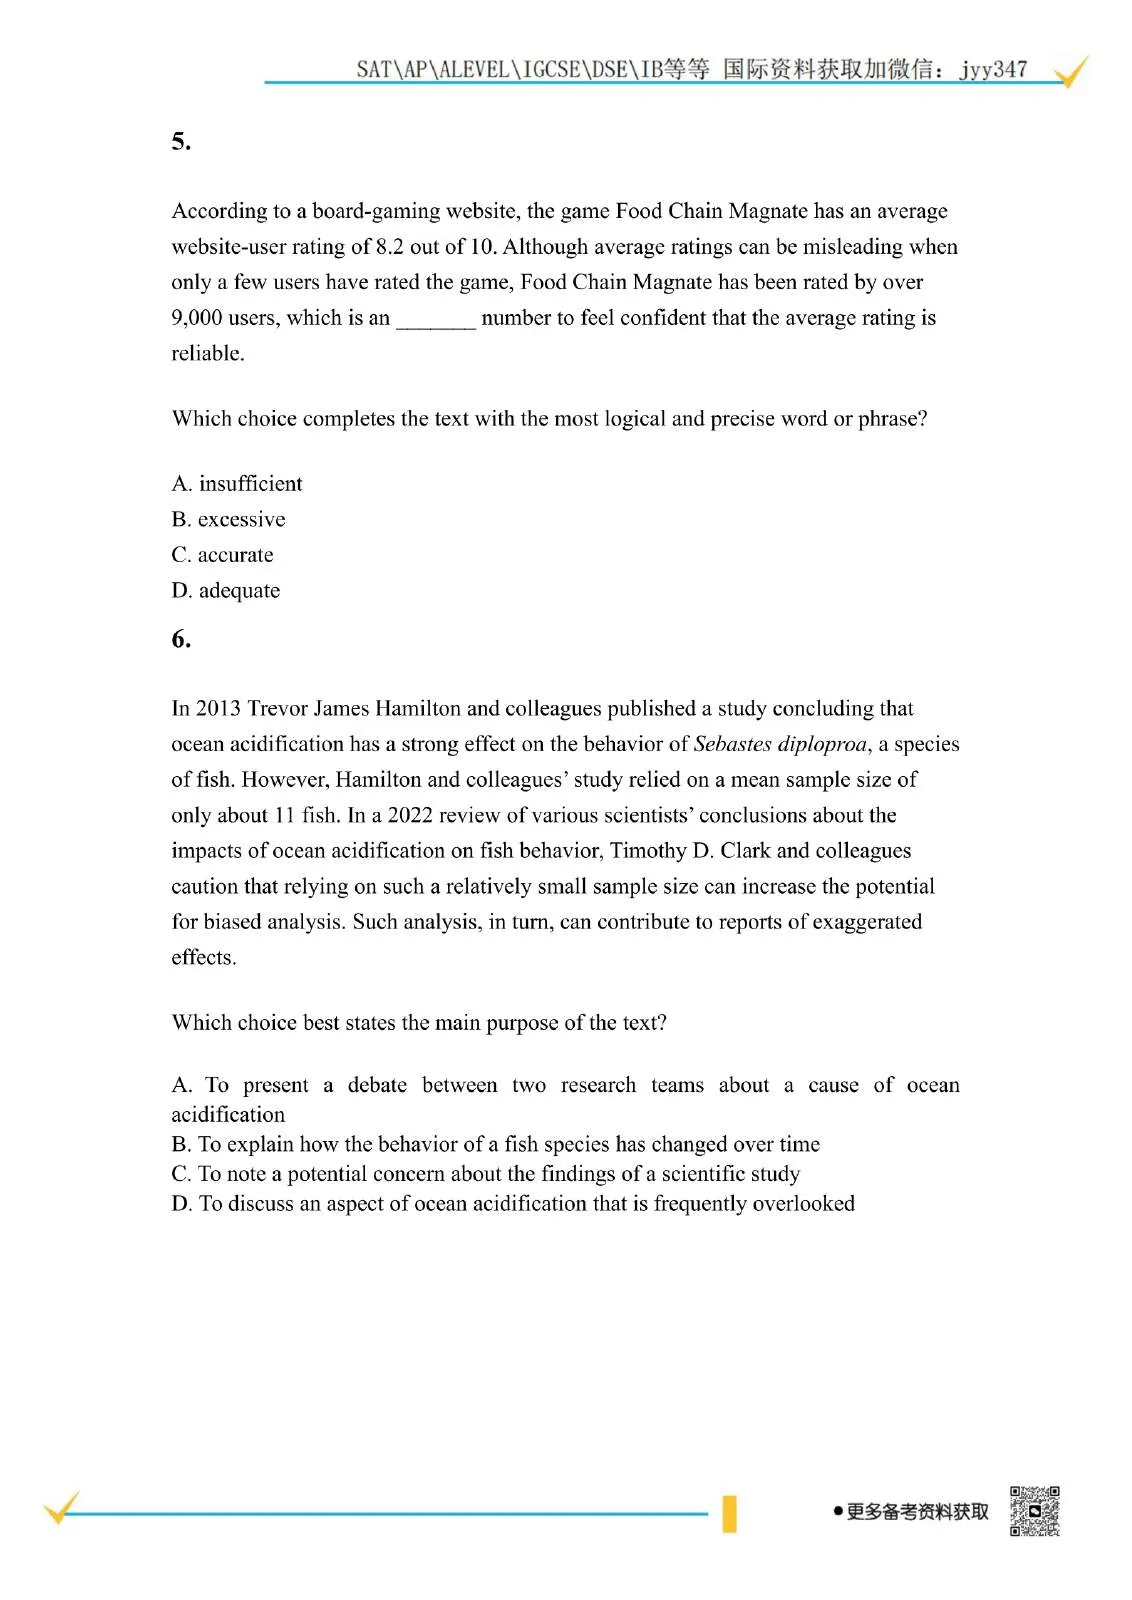 SAT\AP\ALEVEL\IGCSE\DSE\IB等等 国际资料获取加微信：jyy347
5.
According to a board-gaming website, the game Food Chain Magnate has an average
website-user rating of 8.2 out of 10. Although average ratings can be misleading when
only a few users have rated the game, Food Chain Magnate has been rated by over
9,000 users, which is an _______ number to feel confident that the average rating is
reliable.
Which choice completes the text with the most logical and precise word or phrase?
A. insufficient
B. excessive
C. accurate
D. adequate
6.
In 2013 Trevor James Hamilton and colleagues published a study concluding that
ocean acidification has a strong effect on the behavior of Sebastes diploproa, a species
of fish. However, Hamilton and colleagues’ study relied on a mean sample size of
only about 11 fish. In a 2022 review of various scientists’ conclusions about the
impacts of ocean acidification on fish behavior, Timothy D. Clark and colleagues
caution that relying on such a relatively small sample size can increase the potential
for biased analysis. Such analysis, in turn, can contribute to reports of exaggerated
effects.
Which choice best states the main purpose of the text?
A. To present a debate between two research teams about a cause of ocean
acidification
B. To explain how the behavior of a fish species has changed over time
C. To note a potential concern about the findings of a scientific study
D. To discuss an aspect of ocean acidification that is frequently overlooked
●更多备考资料获取